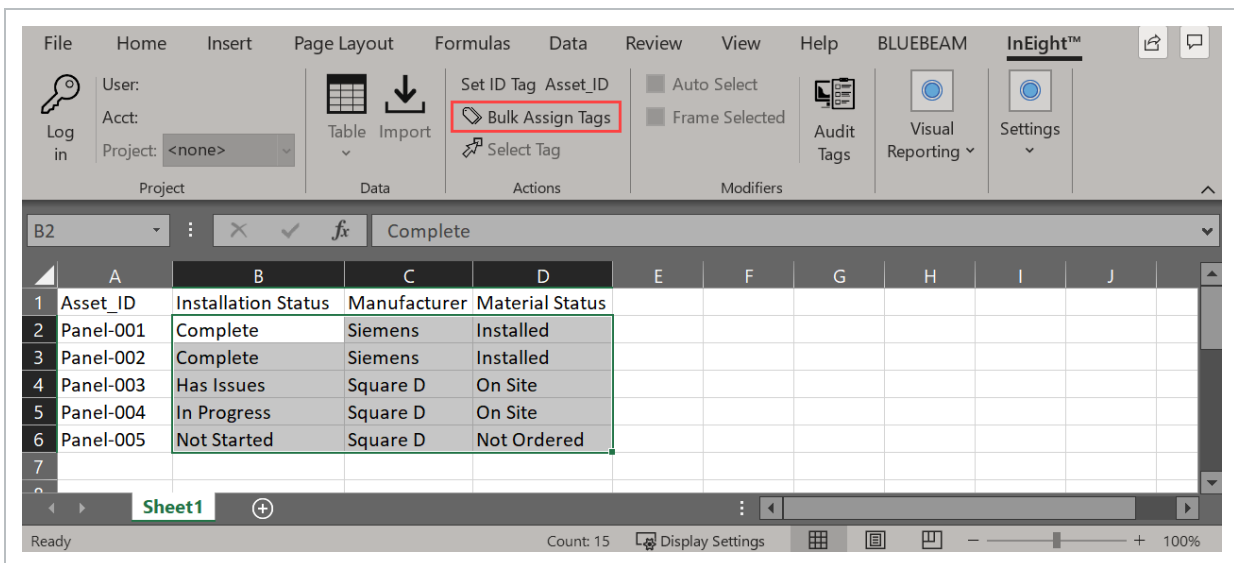 File Home Insert Page Layout Formulas Data Review View Help BLUEBEAM InEight™
Log in
User:
Acct:
Project: <none>
Project
Table Import
Data
Set ID Tag Asset_ID
Bulk Assign Tags
Select Tag
Actions
Auto Select
Frame Selected
Modifiers
Audit Tags
Visual Reporting
Settings
B2 fx Complete
A B C D E F G H I J
1 Asset_ID Installation Status Manufacturer Material Status
2 Panel-001 Complete Siemens Installed
3 Panel-002 Complete Siemens Installed
4 Panel-003 Has Issues Square D On Site
5 Panel-004 In Progress Square D On Site
6 Panel-005 Not Started Square D Not Ordered
7
Sheet1
Ready Count: 15 Display Settings 100%